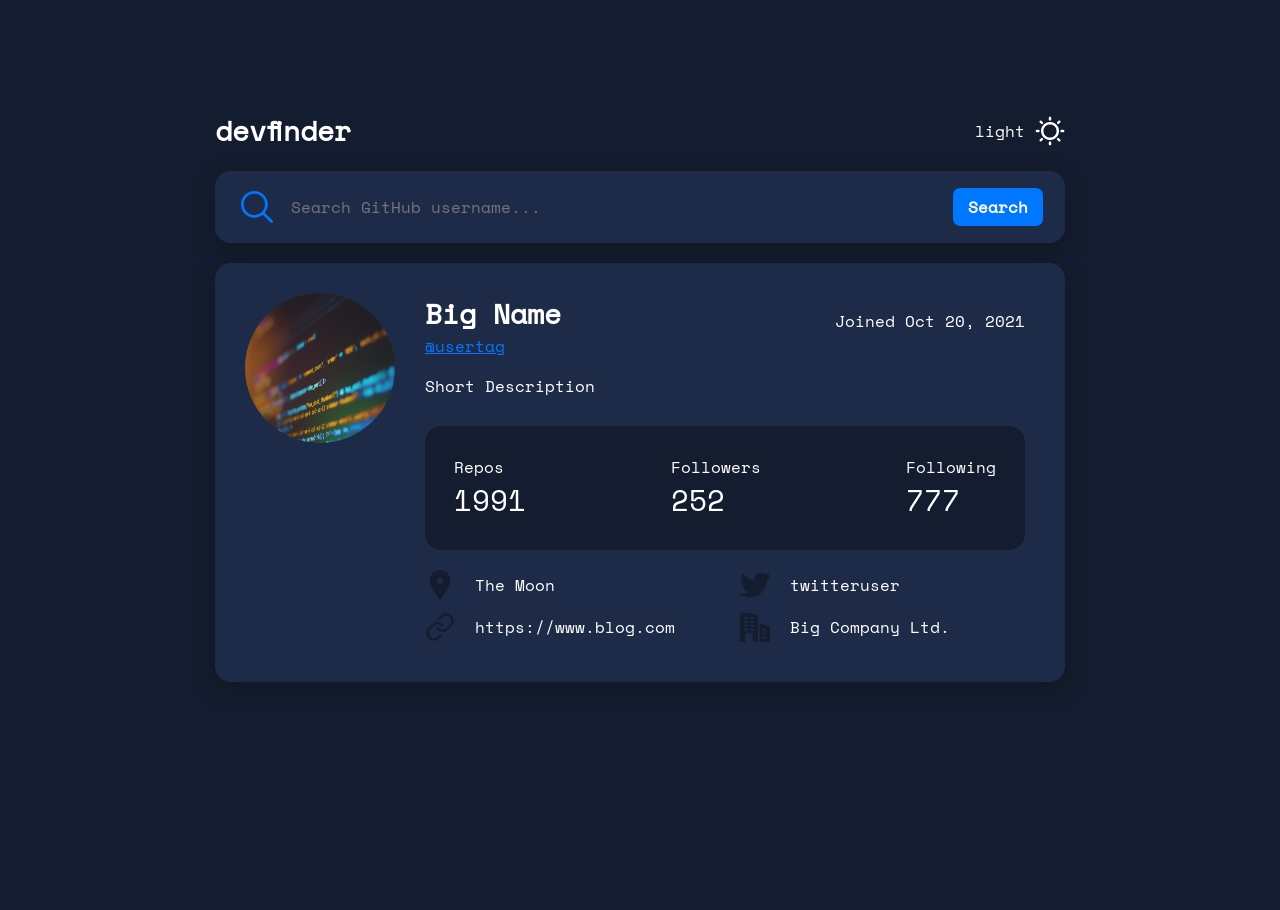 devfinder
light
Search GitHub username...
Search
Big Name
Joined Oct 20, 2021
@usertag
Short Description
Repos Followers Following
1991 252 777
The Moon twitteruser
https://www.blog.com Big Company Ltd.